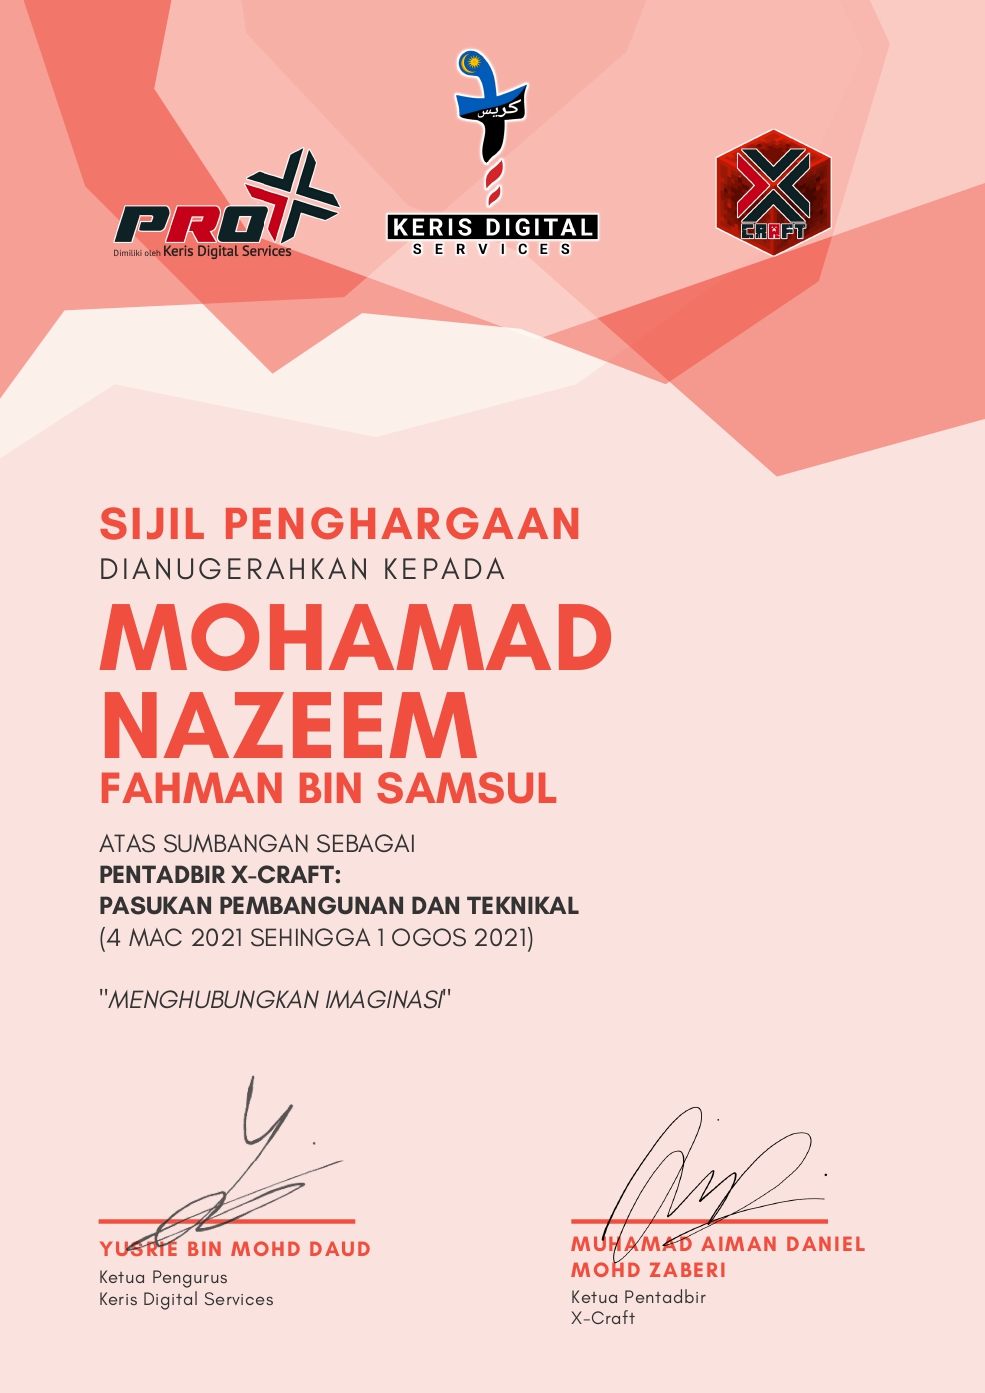 كريس
PROX
Dimiliki oleh Keris Digital Services
KERIS DIGITAL
SERVICES
X
CRAFT
SIJIL PENGHARGAAN
DIANUGERAHKAN KEPADA
MOHAMAD
NAZEEM
FAHMAN BIN SAMSUL
ATAS SUMBANGAN SEBAGAI
PENTADBIR X-CRAFT:
PASUKAN PEMBANGUNAN DAN TEKNIKAL
(4 MAC 2021 SEHINGGA 1 OGOS 2021)
"MENGHUBUNGKAN IMAGINASI"
YUSRIE BIN MOHD DAUD
Ketua Pengurus
Keris Digital Services
MUHAMAD AIMAN DANIEL
MOHD ZABERI
Ketua Pentadbir
X-Craft